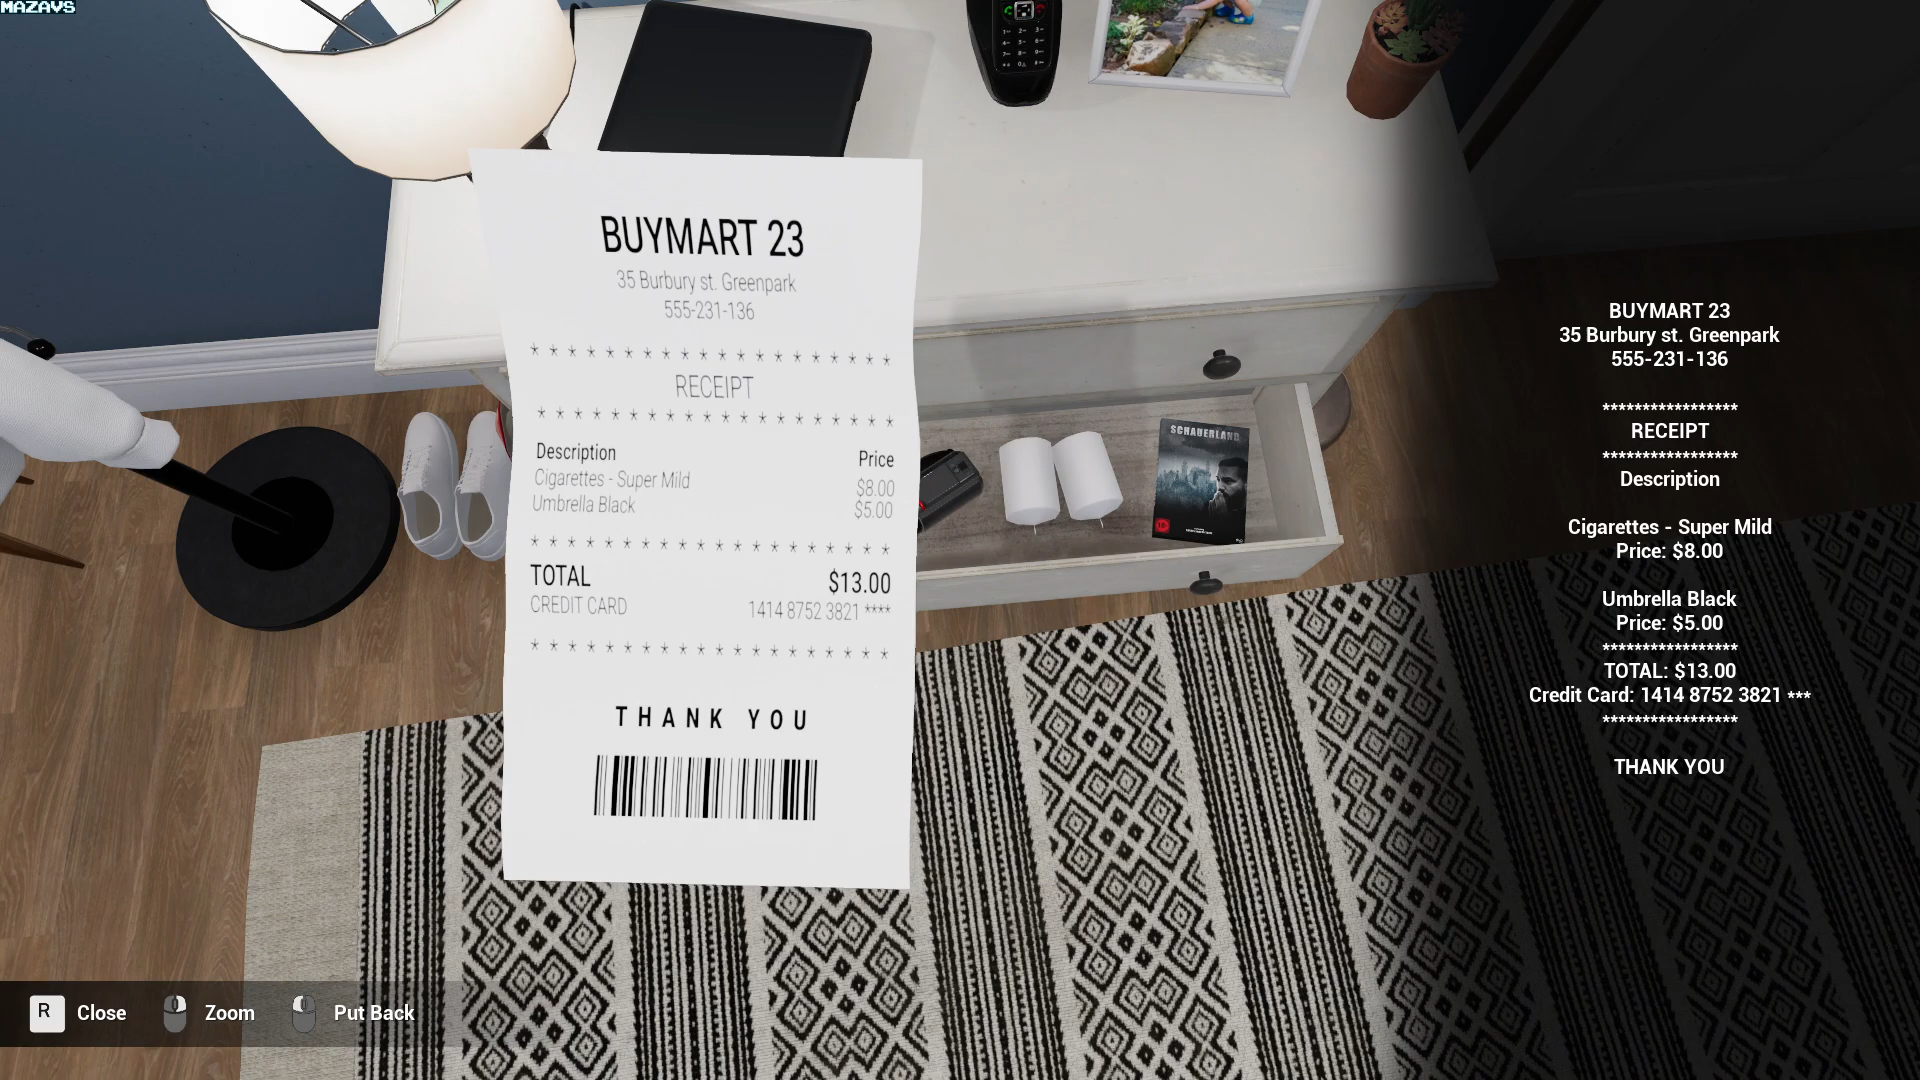 MAZAVS
BUYMART 23
35 Burbury st. Greenpark
555-231-136
* * * * * * * * * * * * * * * * * * * *
RECEIPT
* * * * * * * * * * * * * * * * * * * *
Description Price
Cigarettes - Super Mild $8.00
Umbrella Black $5.00
* * * * * * * * * * * * * * * * * * * *
TOTAL $13.00
CREDIT CARD 1414 8752 3821 ****
* * * * * * * * * * * * * * * * * * * *
THANK YOU
SCHAUERLAND
BUYMART 23
35 Burbury st. Greenpark
555-231-136
*****************
RECEIPT
*****************
Description
Cigarettes - Super Mild
Price: $8.00
Umbrella Black
Price: $5.00
*****************
TOTAL: $13.00
Credit Card: 1414 8752 3821 ***
*****************
THANK YOU
R Close Zoom Put Back